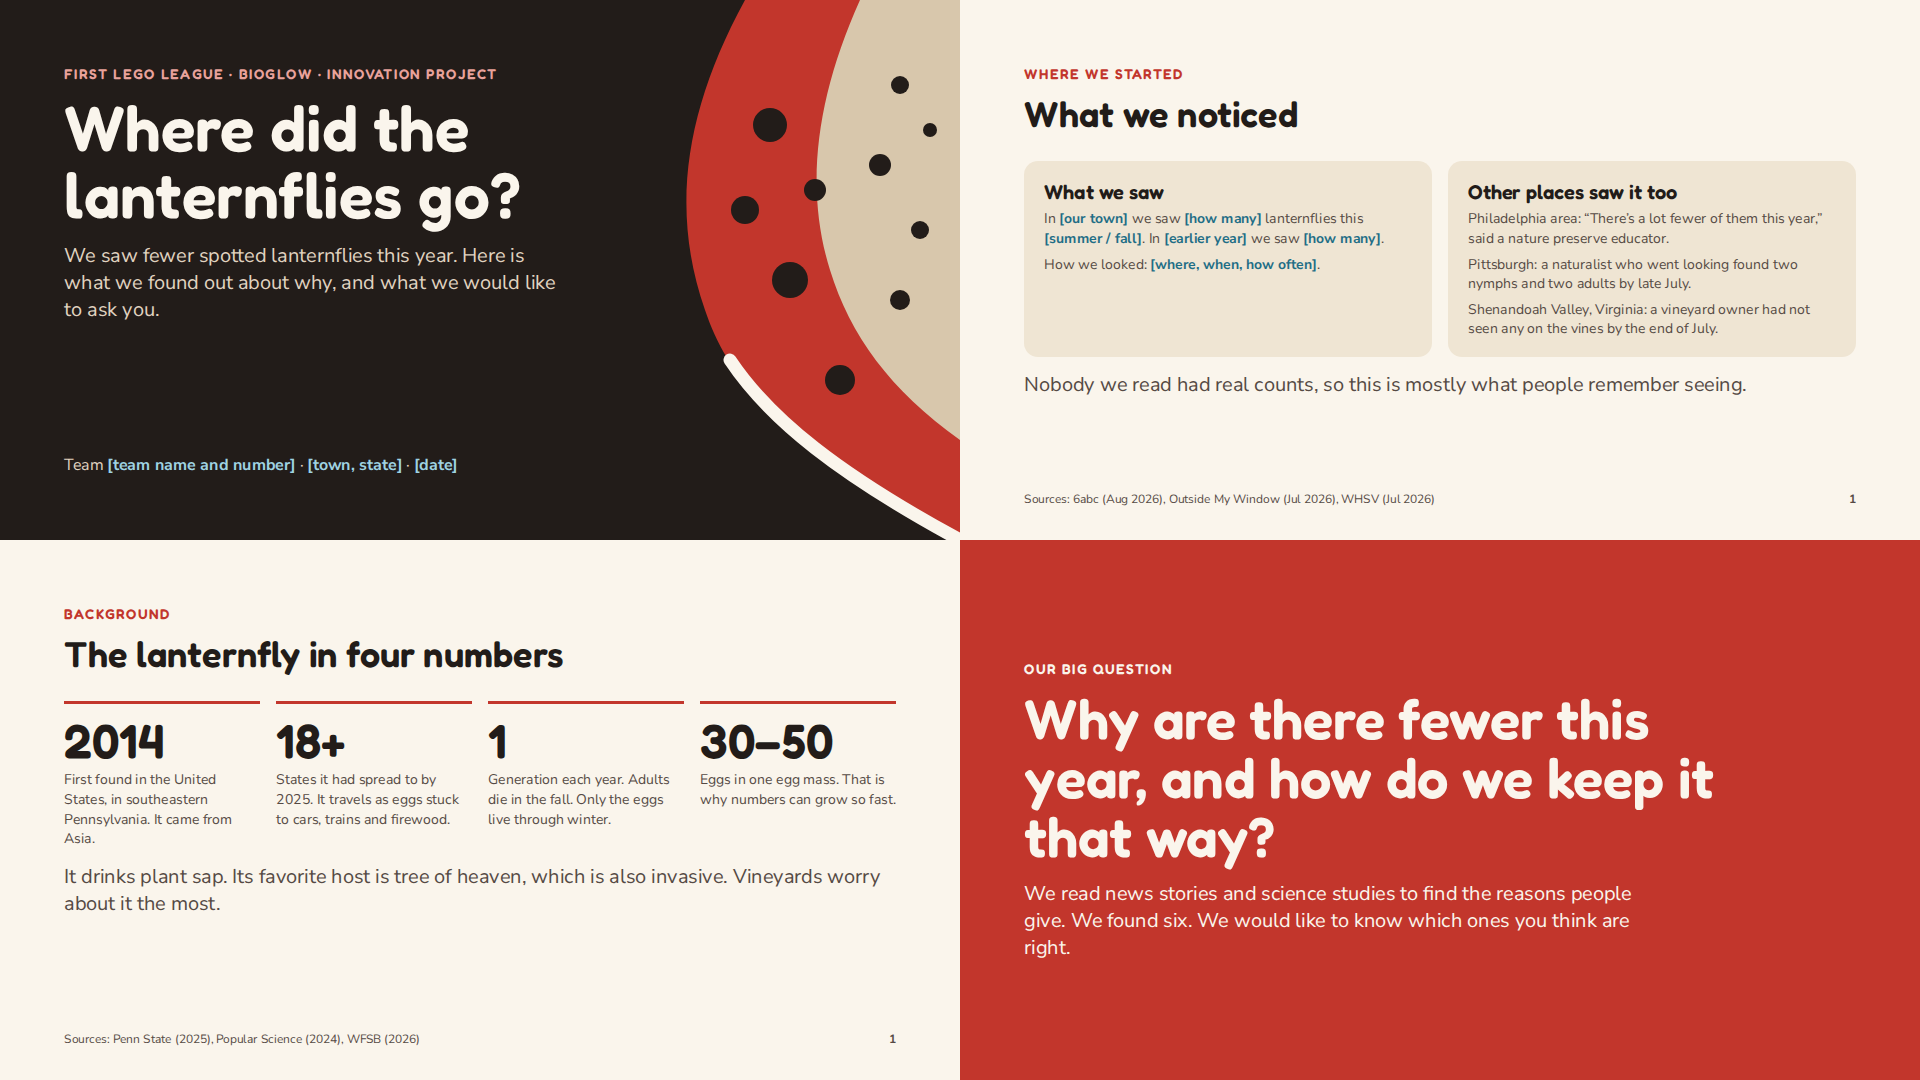 FIRST LEGO LEAGUE · BIOGLOW · INNOVATION PROJECT
Where did the
lanternflies go?
We saw fewer spotted lanternflies this year. Here is
what we found out about why, and what we would like
to ask you.
Team [team name and number] · [town, state] · [date]
WHERE WE STARTED
What we noticed
What we saw
In [our town] we saw [how many] lanternflies this
[summer / fall]. In [earlier year] we saw [how many].
How we looked: [where, when, how often].
Other places saw it too
Philadelphia area: “There’s a lot fewer of them this year,”
said a nature preserve educator.
Pittsburgh: a naturalist who went looking found two
nymphs and two adults by late July.
Shenandoah Valley, Virginia: a vineyard owner had not
seen any on the vines by the end of July.
Nobody we read had real counts, so this is mostly what people remember seeing.
Sources: 6abc (Aug 2026), Outside My Window (Jul 2026), WHSV (Jul 2026)
1
BACKGROUND
The lanternfly in four numbers
2014
First found in the United
States, in southeastern
Pennsylvania. It came from
Asia.
18+
States it had spread to by
2025. It travels as eggs stuck
to cars, trains and firewood.
1
Generation each year. Adults
die in the fall. Only the eggs
live through winter.
30–50
Eggs in one egg mass. That is
why numbers can grow so fast.
It drinks plant sap. Its favorite host is tree of heaven, which is also invasive. Vineyards worry
about it the most.
Sources: Penn State (2025), Popular Science (2024), WFSB (2026)
1
OUR BIG QUESTION
Why are there fewer this
year, and how do we keep it
that way?
We read news stories and science studies to find the reasons people
give. We found six. We would like to know which ones you think are
right.